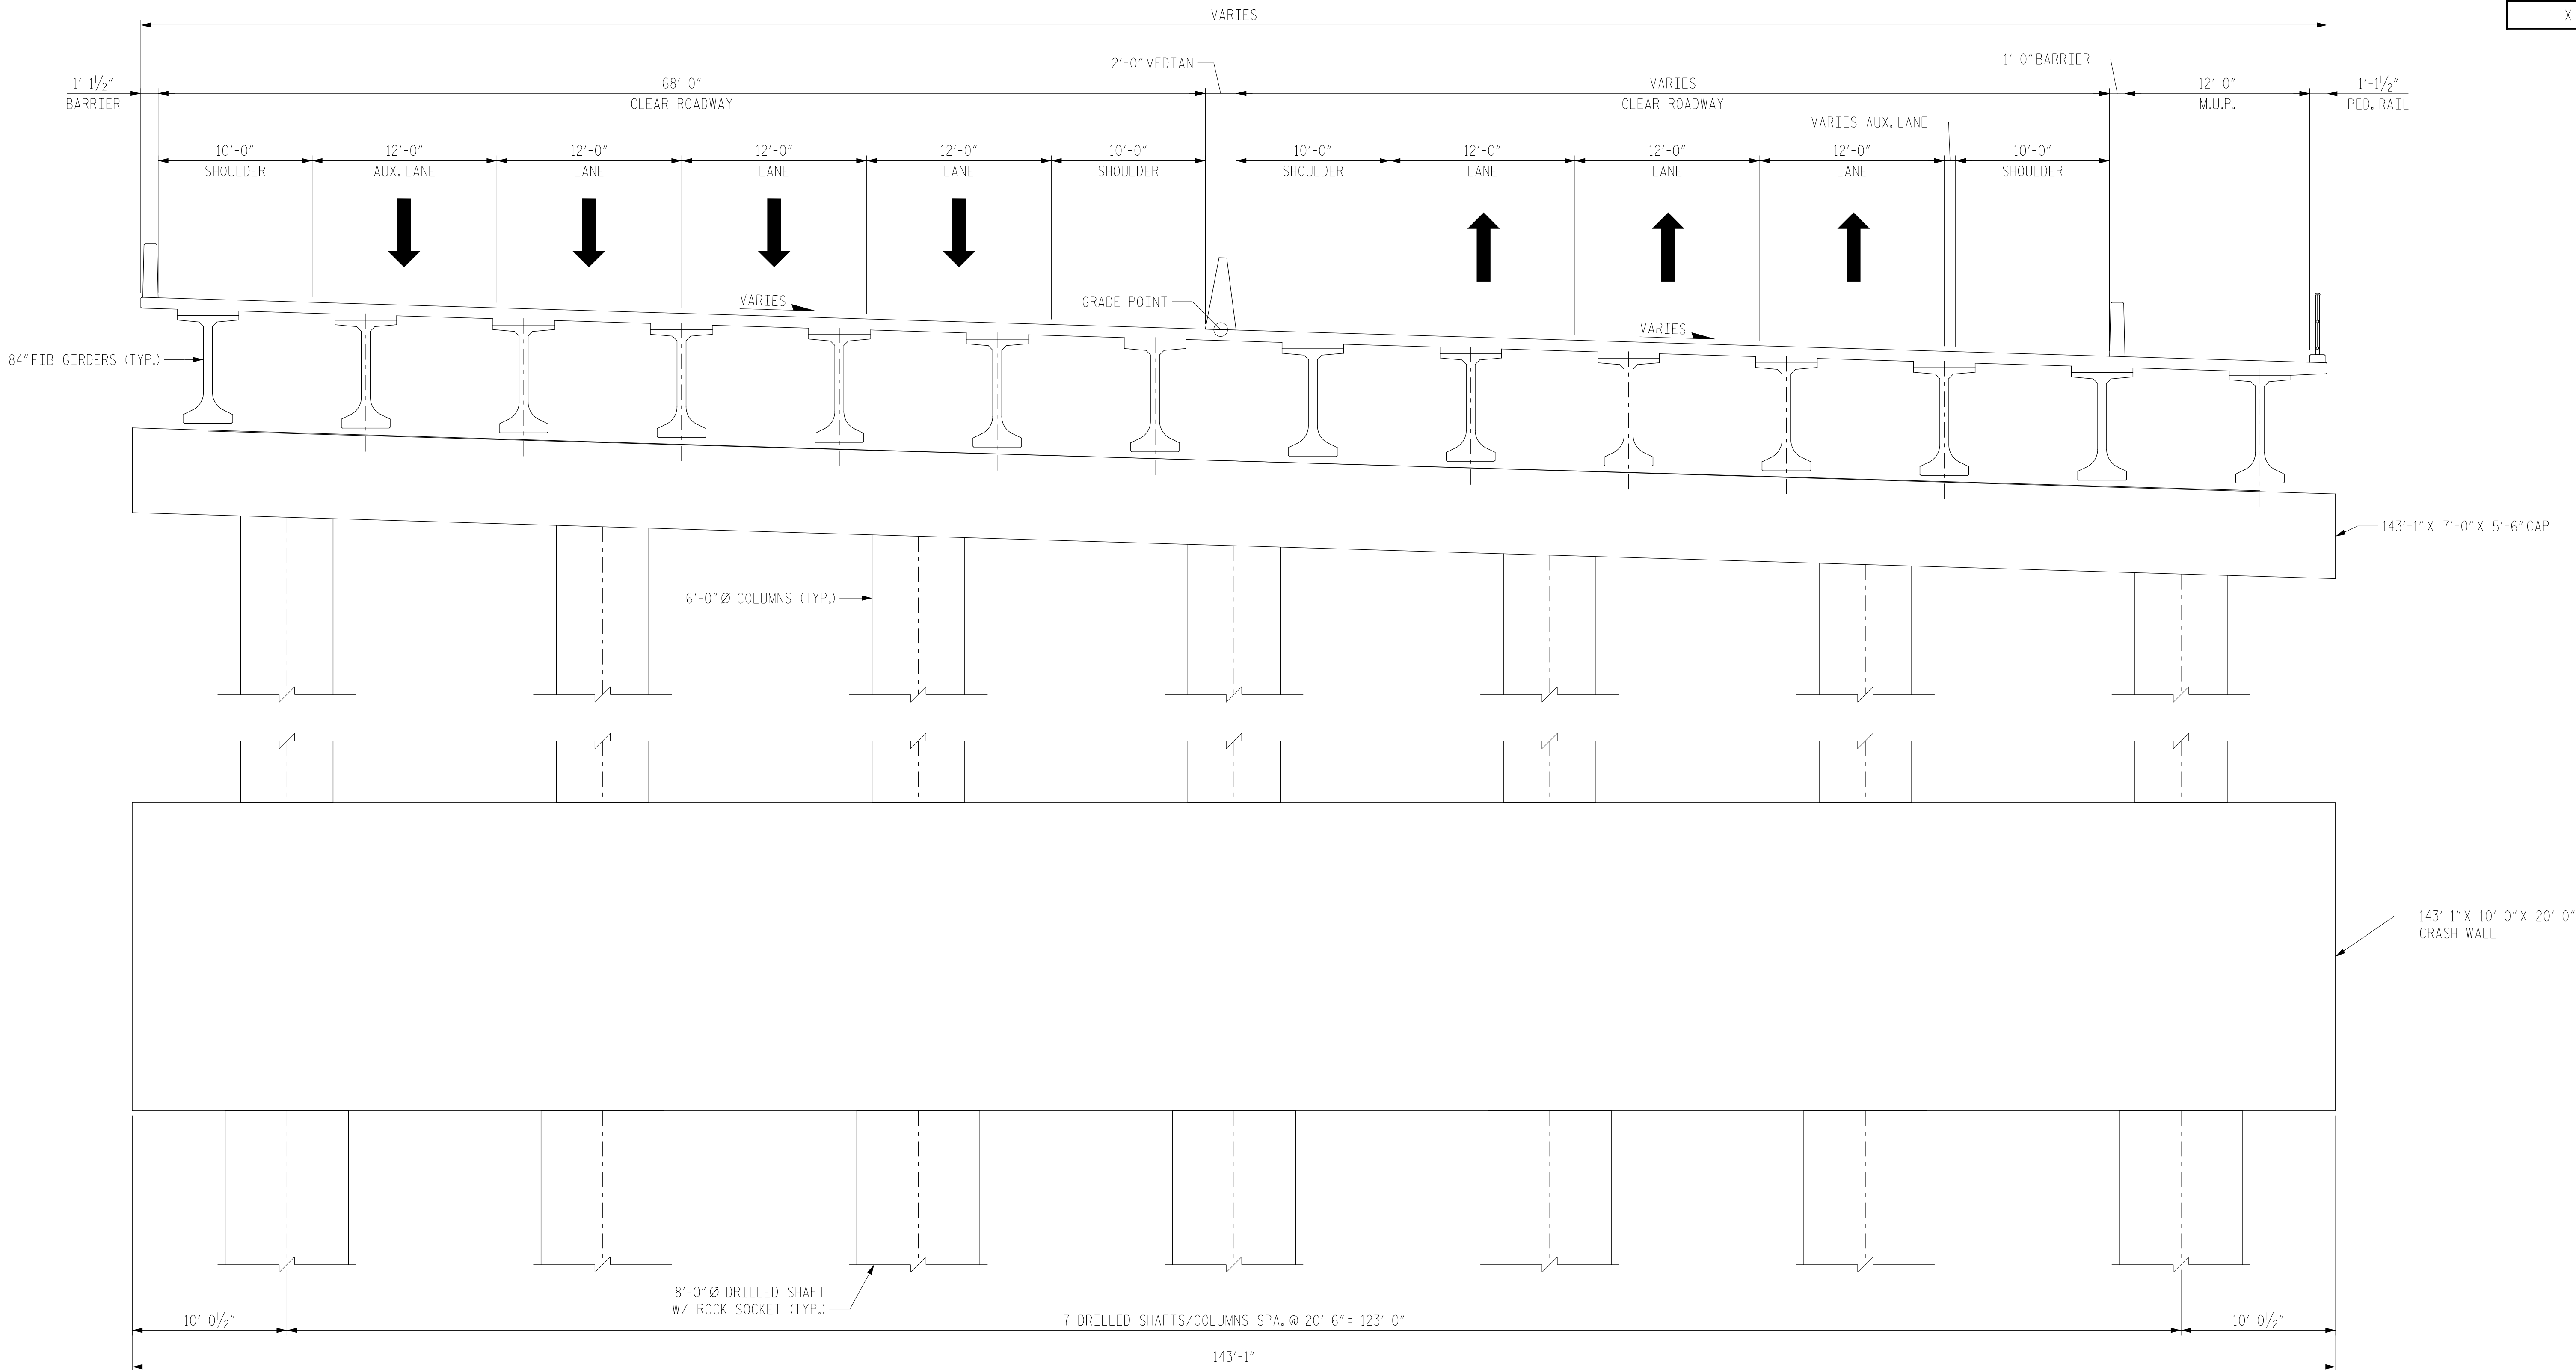 VARIES
X
2'-0" MEDIAN
1'-0" BARRIER
1'-1½"
BARRIER
68'-0"
CLEAR ROADWAY
VARIES
CLEAR ROADWAY
12'-0"
M.U.P.
1'-1½"
PED. RAIL
VARIES AUX. LANE
10'-0"
SHOULDER
12'-0"
AUX. LANE
12'-0"
LANE
12'-0"
LANE
12'-0"
LANE
10'-0"
SHOULDER
10'-0"
SHOULDER
12'-0"
LANE
12'-0"
LANE
12'-0"
LANE
10'-0"
SHOULDER
VARIES
GRADE POINT
VARIES
84" FIB GIRDERS (TYP.)
143'-1" X 7'-0" X 5'-6" CAP
6'-0" Ø COLUMNS (TYP.)
143'-1" X 10'-0" X 20'-0"
CRASH WALL
8'-0" Ø DRILLED SHAFT
W/ ROCK SOCKET (TYP.)
10'-0½"
7 DRILLED SHAFTS/COLUMNS SPA. @ 20'-6" = 123'-0"
10'-0½"
143'-1"